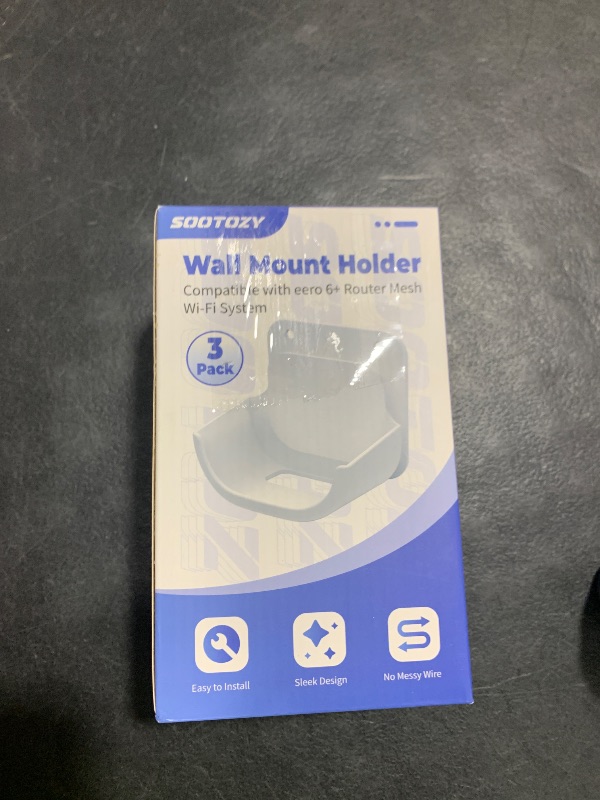 SOOTOZY
Wall Mount Holder
Compatible with eero 6+ Router Mesh
Wi-Fi System
3
Pack
Easy to Install
Sleek Design
No Messy Wire